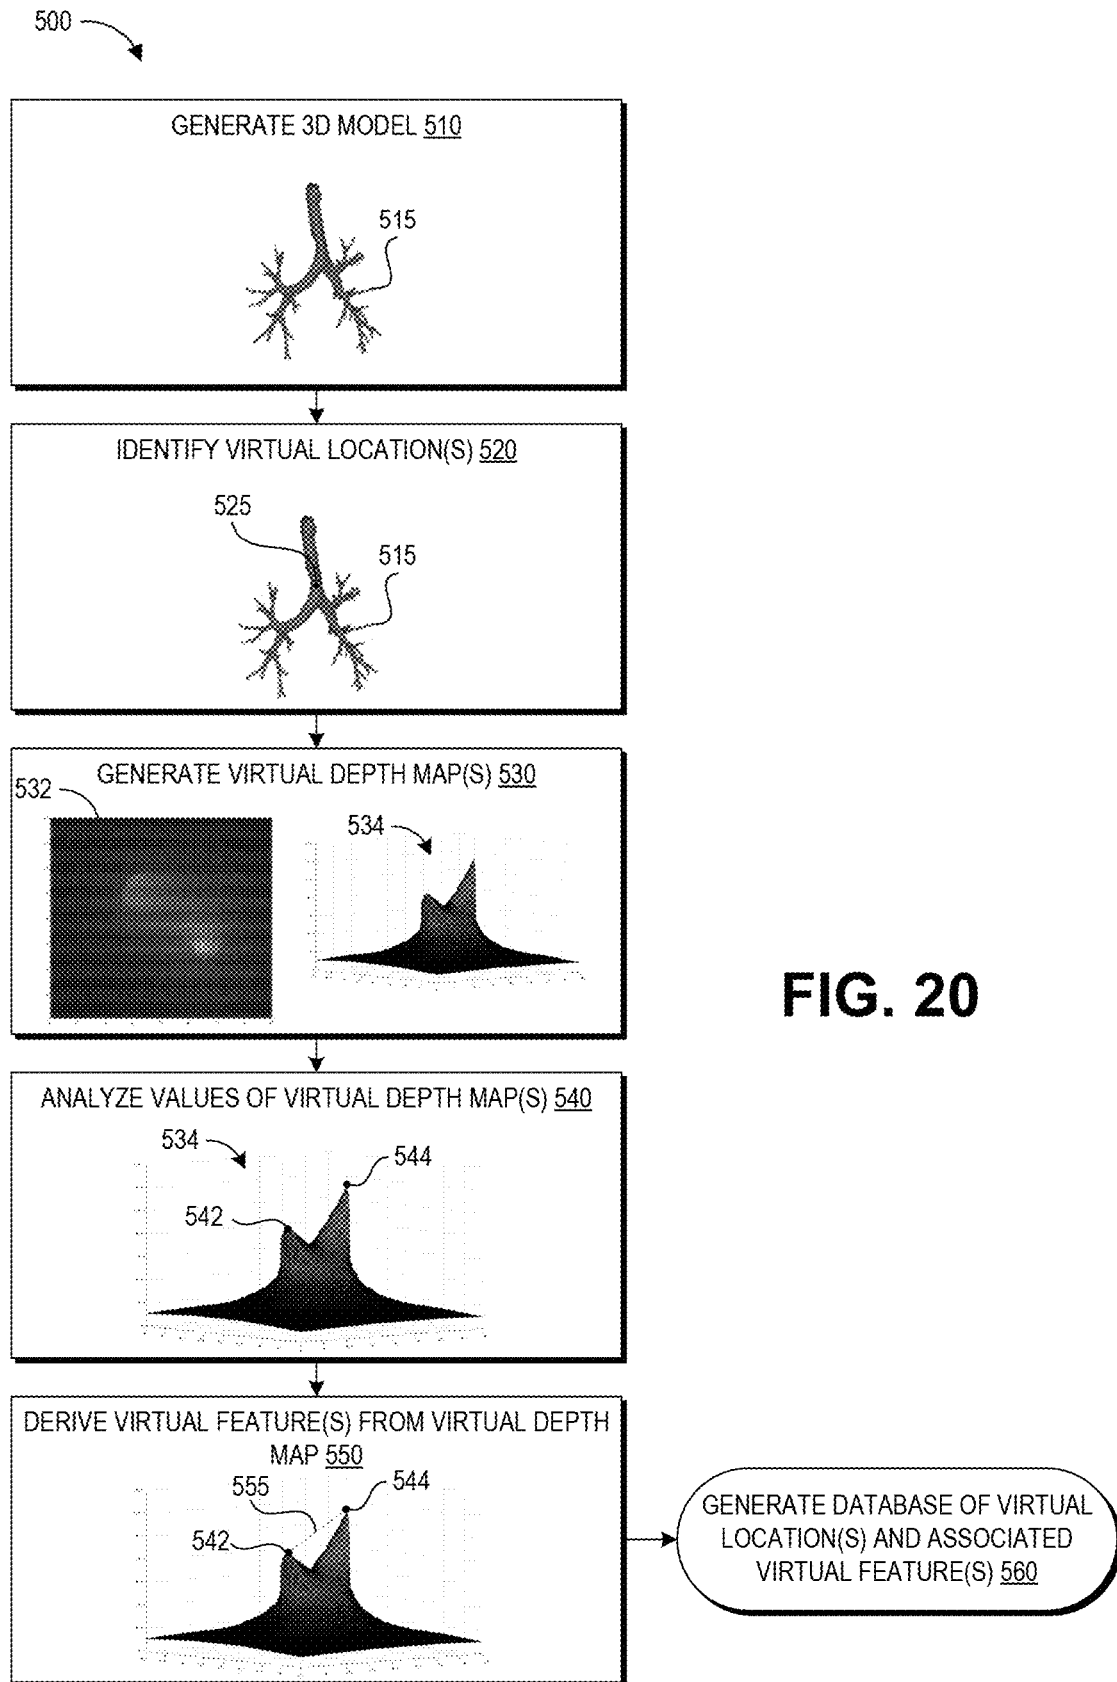 500
GENERATE 3D MODEL 510
515
IDENTIFY VIRTUAL LOCATION(S) 520
525
515
GENERATE VIRTUAL DEPTH MAP(S) 530
532
534
FIG. 20
ANALYZE VALUES OF VIRTUAL DEPTH MAP(S) 540
534
544
542
DERIVE VIRTUAL FEATURE(S) FROM VIRTUAL DEPTH
MAP 550
555
544
542
GENERATE DATABASE OF VIRTUAL
LOCATION(S) AND ASSOCIATED
VIRTUAL FEATURE(S) 560